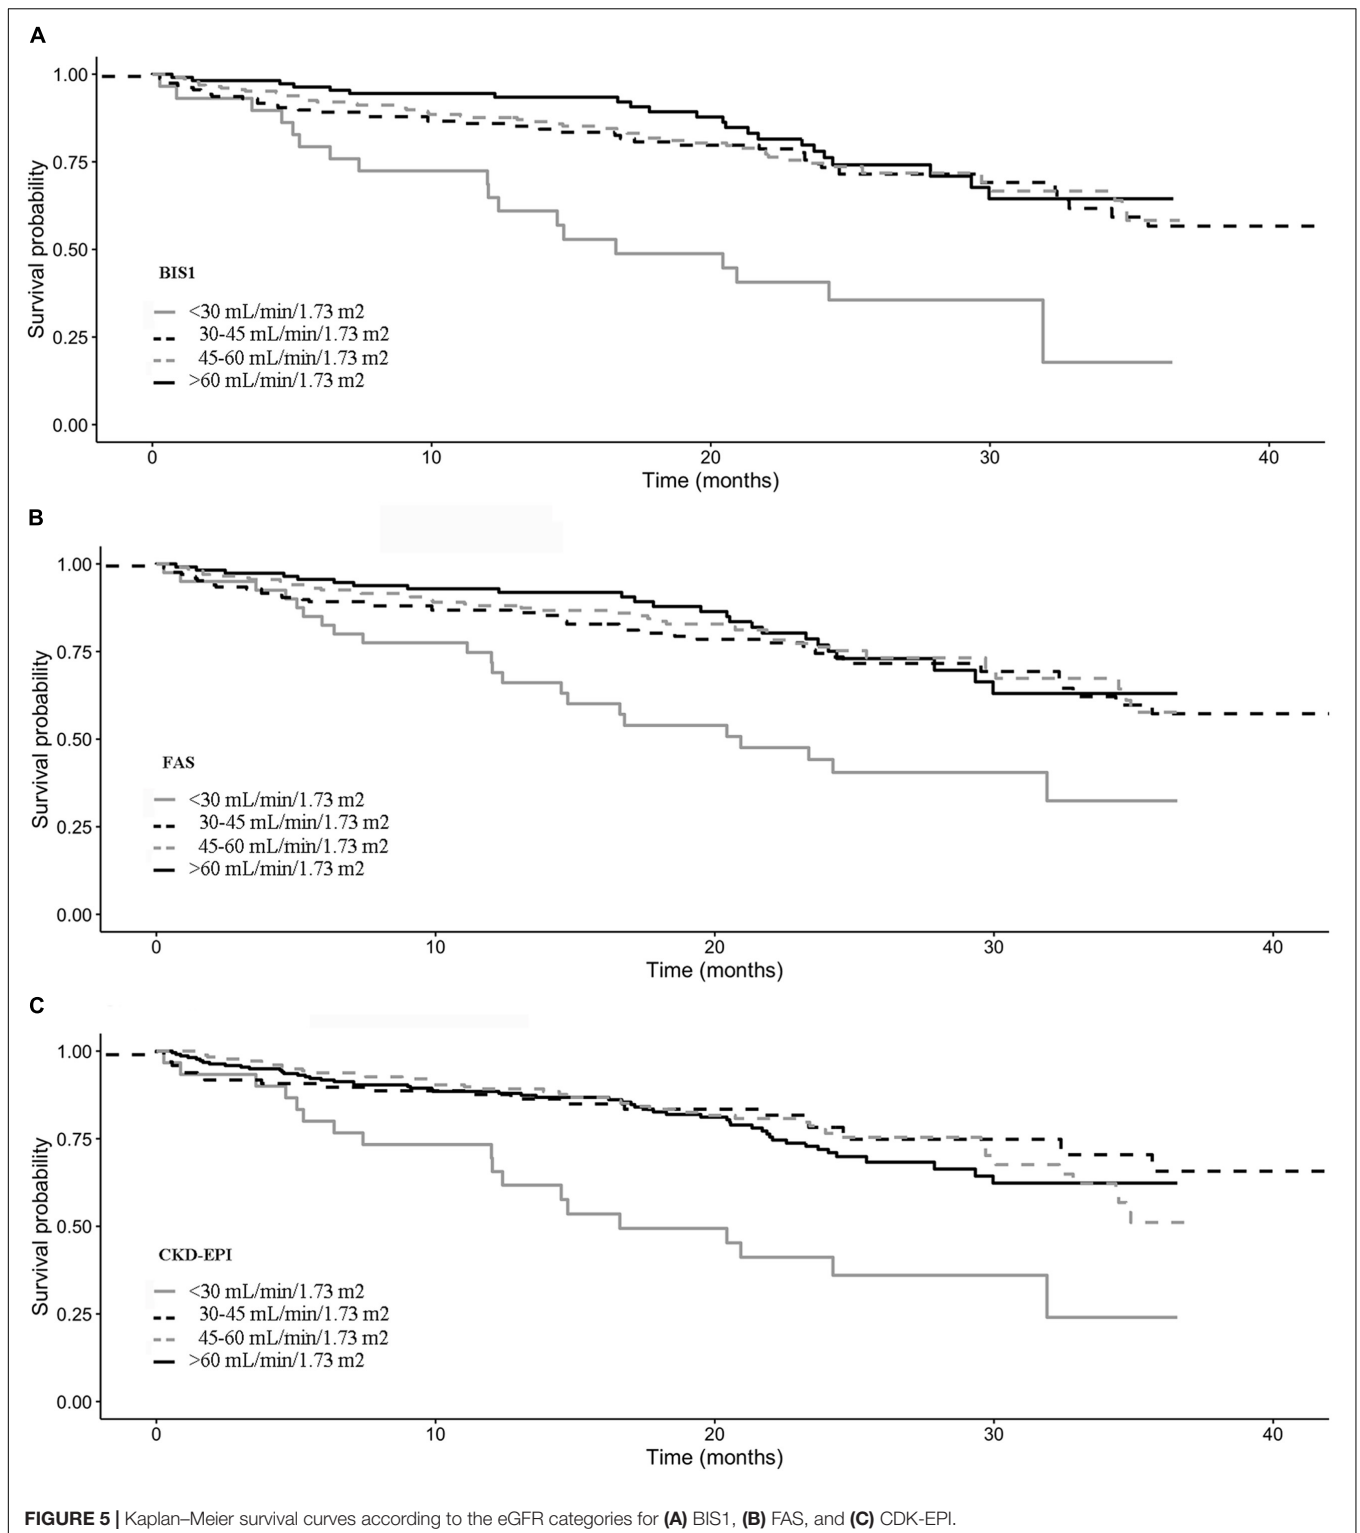 A
Survival probability
1.00
0.75
0.50
0.25
0.00
BIS1
<30 mL/min/1.73 m2
30-45 mL/min/1.73 m2
45-60 mL/min/1.73 m2
>60 mL/min/1.73 m2
0 10 20 30 40
Time (months)
B
Survival probability
1.00
0.75
0.50
0.25
0.00
FAS
<30 mL/min/1.73 m2
30-45 mL/min/1.73 m2
45-60 mL/min/1.73 m2
>60 mL/min/1.73 m2
0 10 20 30 40
Time (months)
C
Survival probability
1.00
0.75
0.50
0.25
0.00
CKD-EPI
<30 mL/min/1.73 m2
30-45 mL/min/1.73 m2
45-60 mL/min/1.73 m2
>60 mL/min/1.73 m2
0 10 20 30 40
Time (months)
FIGURE 5 | Kaplan–Meier survival curves according to the eGFR categories for (A) BIS1, (B) FAS, and (C) CDK-EPI.